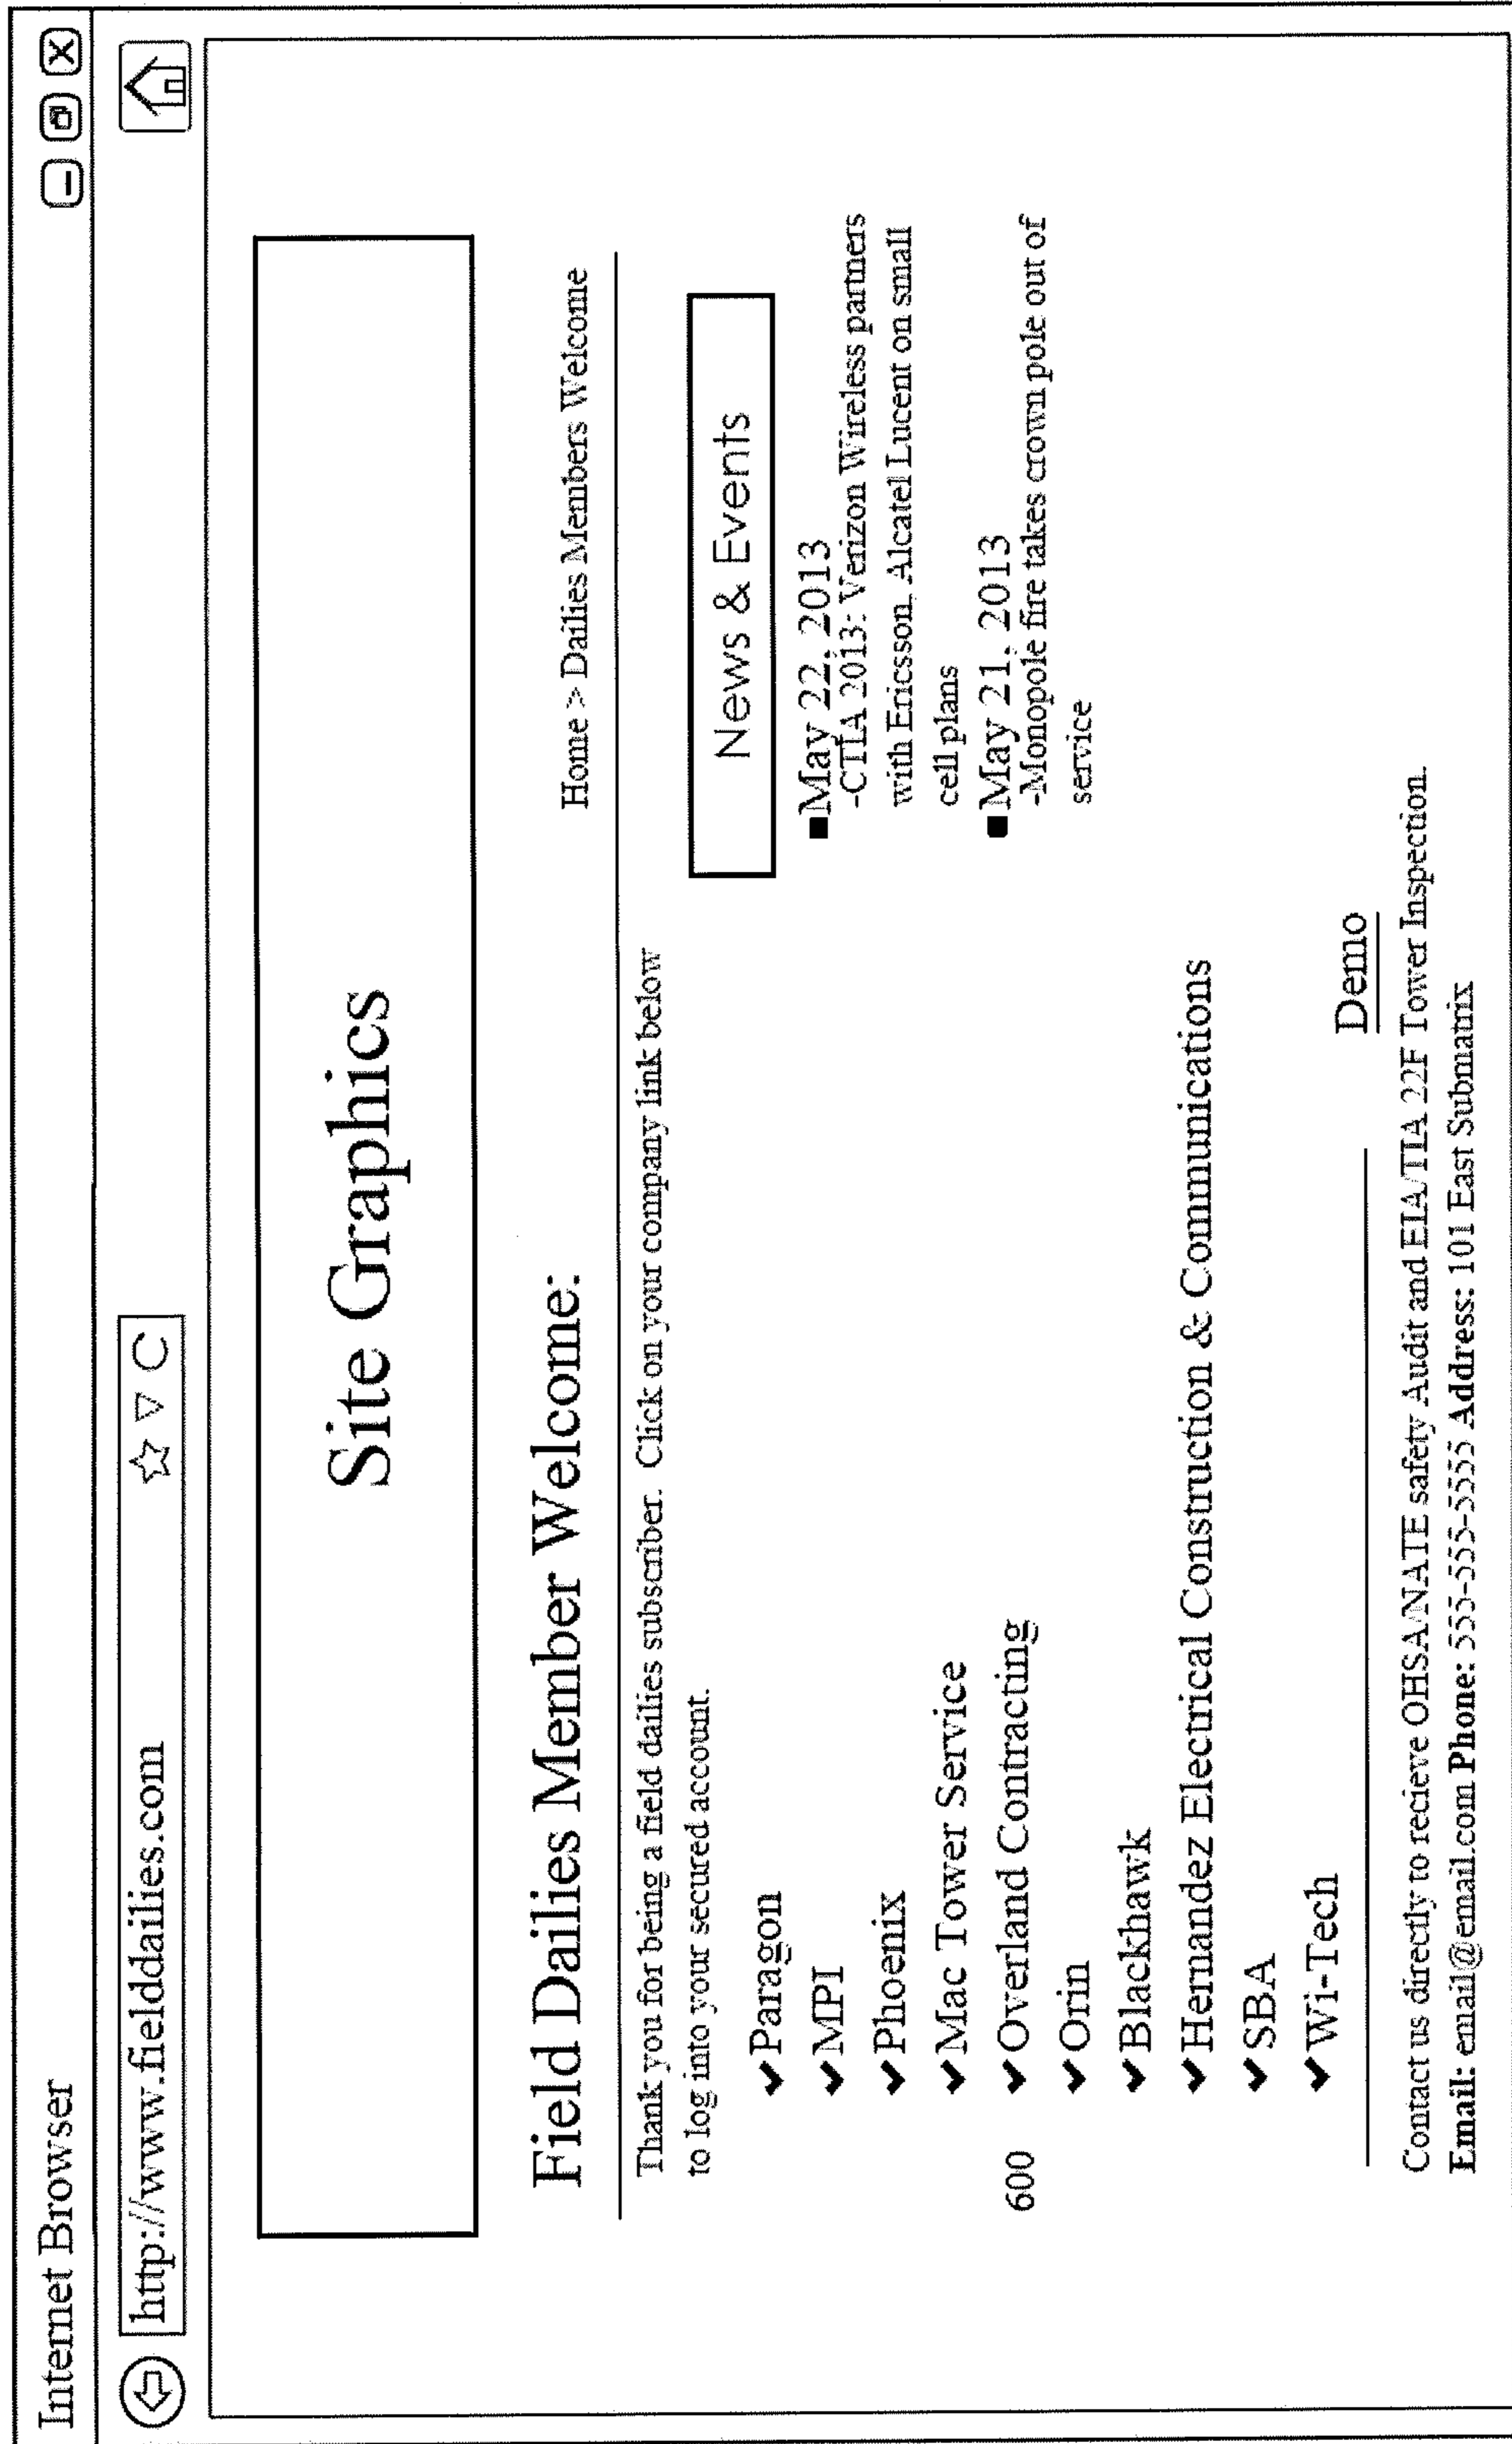 Internet Browser
http://www.fielddailies.com
Site Graphics
Field Dailies Member Welcome:
Home > Dailies Members Welcome
Thank you for being a field dailies subscriber. Click on your company link below
to log into your secured account.
✔Paragon
✔MPI
✔Phoenix
✔Mac Tower Service
600 ✔Overland Contracting
✔Orin
✔Blackhawk
✔Hernandez Electrical Construction & Communications
✔SBA
✔Wi-Tech
News & Events
■May 22, 2013
-CTIA 2013: Verizon Wireless partners
with Ericsson, Alcatel Lucent on small
cell plans
■May 21, 2013
-Monopole fire takes crown pole out of
service
Demo
Contact us directly to recieve OHSA/NATE safety Audit and EIA/TIA 22F Tower Inspection.
Email: email@email.com Phone: 555-555-555-5555 Address: 101 East Submatrix